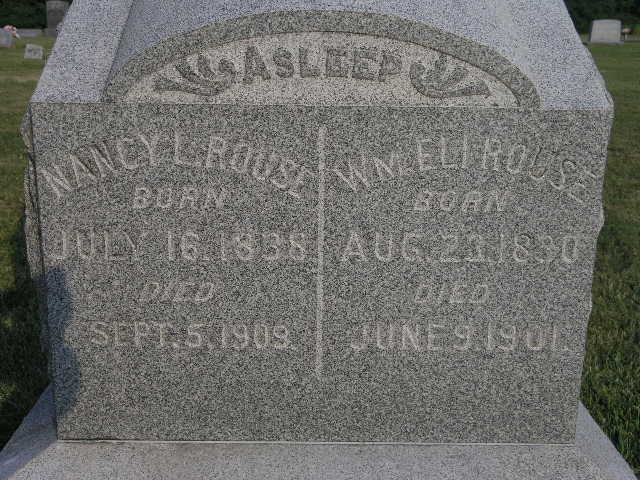 ASLEEP
NANCY L. ROUSE
BORN
JULY 16, 1838
DIED
SEPT. 5, 1909
WM. ELI ROUSE
BORN
AUG. 23, 1830
DIED
JUNE 9, 1901.